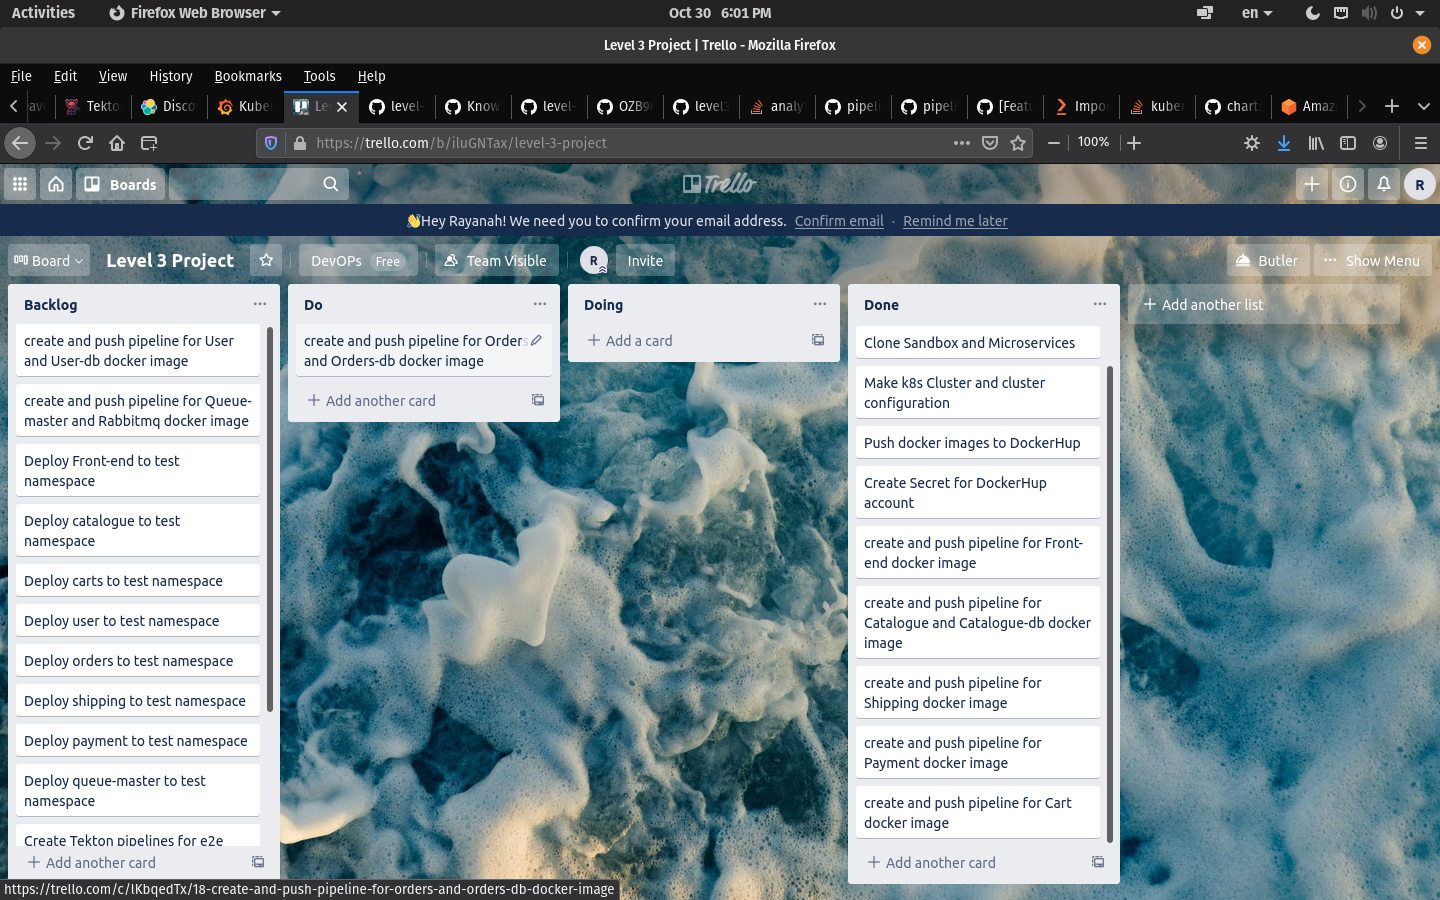 Activities
Firefox Web Browser
Oct 30 6:01 PM
en
Level 3 Project | Trello - Mozilla Firefox
File Edit View History Bookmarks Tools Help
Tekto
Disco
Kuber
level-
Know
level-
level3
analy
pipeli
pipeli
[Featu
Impor
kuber
chart
Amaz
https://trello.com/b/iluGNTax/level-3-project
100%
Boards
Trello
R
👋Hey Rayanah! We need you to confirm your email address. Confirm email · Remind me later
Board
Level 3 Project
DevOPs Free
Team Visible
R
Invite
Butler
Show Menu
Backlog
create and push pipeline for User
and User-db docker image
create and push pipeline for Queue-
master and Rabbitmq docker image
Deploy Front-end to test
namespace
Deploy catalogue to test
namespace
Deploy carts to test namespace
Deploy user to test namespace
Deploy orders to test namespace
Deploy shipping to test namespace
Deploy payment to test namespace
Deploy queue-master to test
namespace
Create Tekton pipelines for e2e
Add another card
Do
create and push pipeline for Orders
and Orders-db docker image
Add another card
Doing
Add a card
Done
Clone Sandbox and Microservices
Make k8s Cluster and cluster
configuration
Push docker images to DockerHup
Create Secret for DockerHup
account
create and push pipeline for Front-
end docker image
create and push pipeline for
Catalogue and Catalogue-db docker
image
create and push pipeline for
Shipping docker image
create and push pipeline for
Payment docker image
create and push pipeline for Cart
docker image
Add another card
Add another list
https://trello.com/c/lKbqedTx/18-create-and-push-pipeline-for-orders-and-orders-db-docker-image